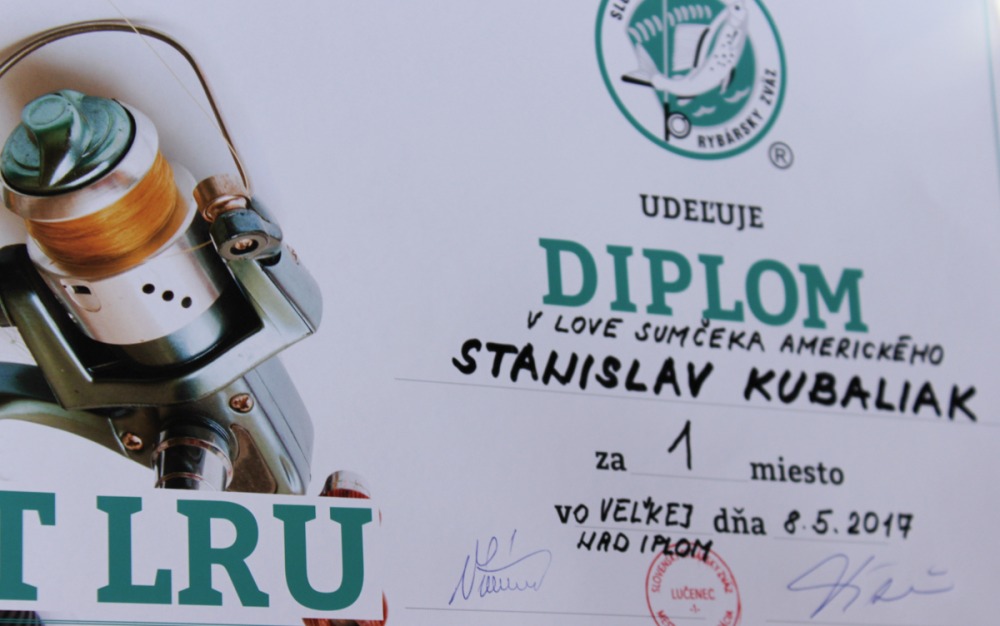 RYBÁRSKY ZVÄZ
®
UDEĽUJE
DIPLOM
V LOVE SUMČEKA AMERICKÉHO
STANISLAV KUBALIAK
za 1 miesto
vo VEĽKEJ dňa 8.5.2017
NAD IPĽOM
T LRU
LUČENEC
-1-